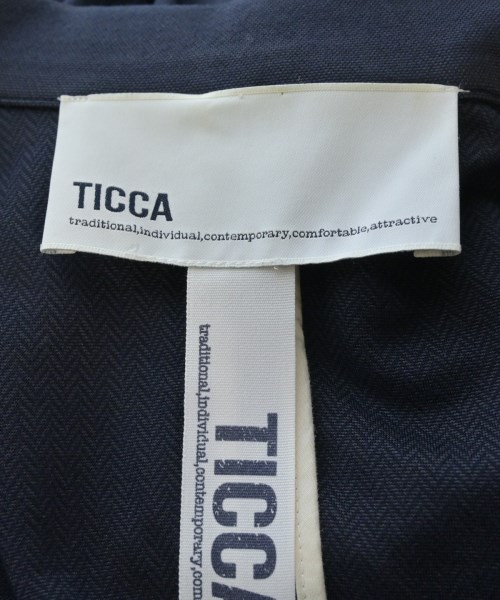 TICCA
traditional,individual,contemporary,comfortable,attractive
traditional,individual,contemporary,com
TICCA